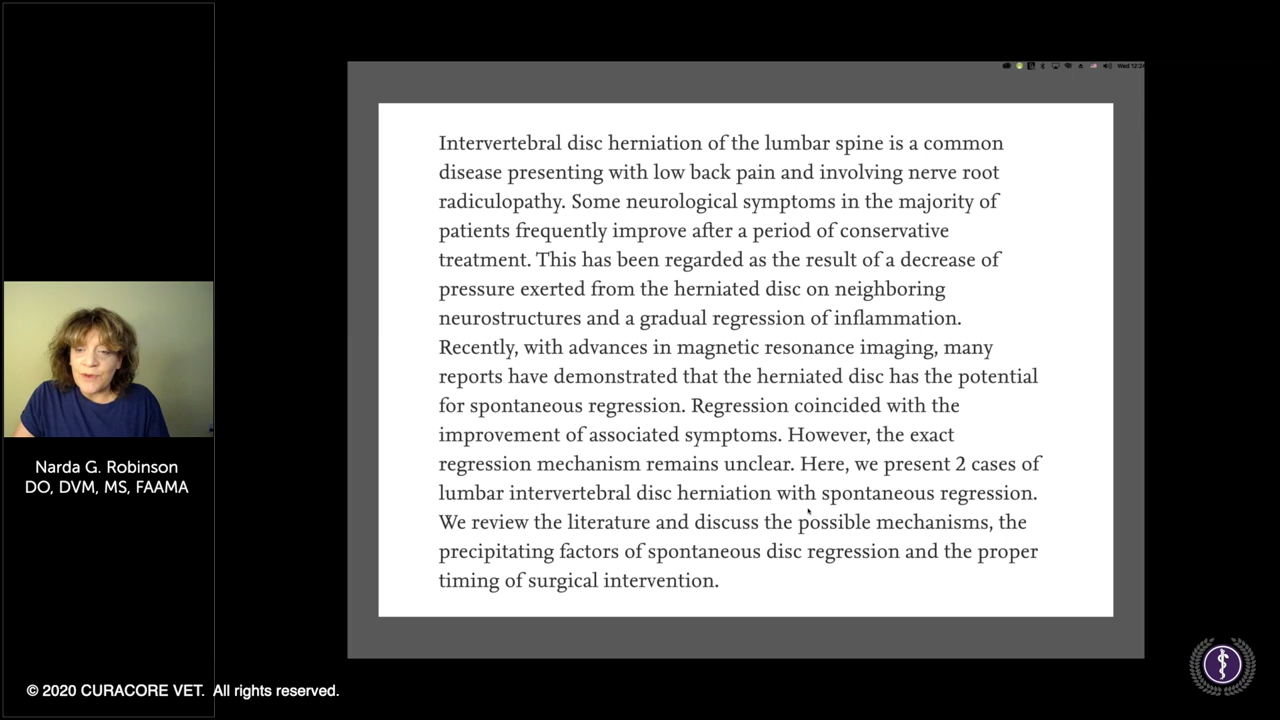 Wed 12:2
Intervertebral disc herniation of the lumbar spine is a common
disease presenting with low back pain and involving nerve root
radiculopathy. Some neurological symptoms in the majority of
patients frequently improve after a period of conservative
treatment. This has been regarded as the result of a decrease of
pressure exerted from the herniated disc on neighboring
neurostructures and a gradual regression of inflammation.
Recently, with advances in magnetic resonance imaging, many
reports have demonstrated that the herniated disc has the potential
for spontaneous regression. Regression coincided with the
improvement of associated symptoms. However, the exact
regression mechanism remains unclear. Here, we present 2 cases of
lumbar intervertebral disc herniation with spontaneous regression.
We review the literature and discuss the possible mechanisms, the
precipitating factors of spontaneous disc regression and the proper
timing of surgical intervention.
Narda G. Robinson
DO, DVM, MS, FAAMA
© 2020 CURACORE VET. All rights reserved.